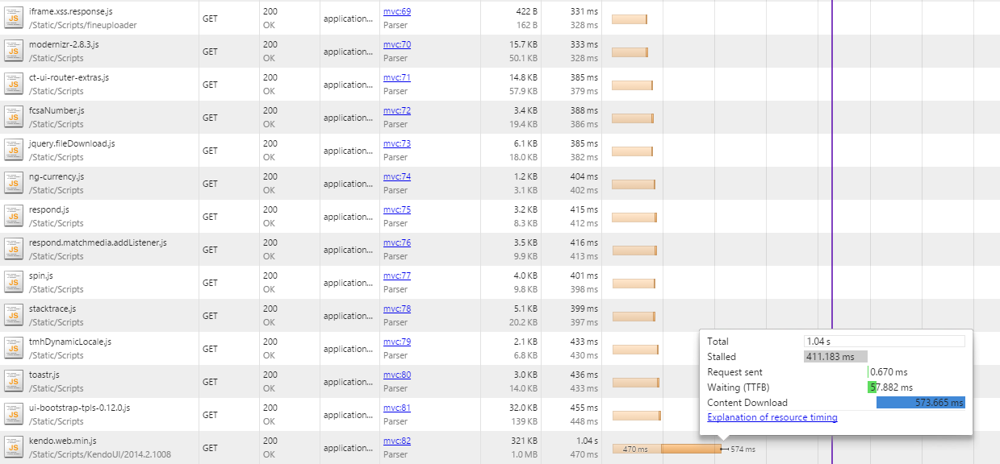 iframe.xss.response.js GET 200 application... mvc:69 422 B 331 ms
/Static/Scripts/fineuploader OK Parser 162 B 328 ms
modernizr-2.8.3.js GET 200 application... mvc:70 15.7 KB 333 ms
/Static/Scripts OK Parser 50.1 KB 328 ms
ct-ui-router-extras.js GET 200 application... mvc:71 14.8 KB 385 ms
/Static/Scripts OK Parser 57.9 KB 379 ms
fcsaNumber.js GET 200 application... mvc:72 3.4 KB 388 ms
/Static/Scripts OK Parser 19.4 KB 386 ms
jquery.fileDownload.js GET 200 application... mvc:73 6.1 KB 385 ms
/Static/Scripts OK Parser 18.0 KB 382 ms
ng-currency.js GET 200 application... mvc:74 1.2 KB 404 ms
/Static/Scripts OK Parser 3.1 KB 402 ms
respond.js GET 200 application... mvc:75 3.2 KB 415 ms
/Static/Scripts OK Parser 8.3 KB 412 ms
respond.matchmedia.addListener.js GET 200 application... mvc:76 3.5 KB 416 ms
/Static/Scripts OK Parser 9.9 KB 413 ms
spin.js GET 200 application... mvc:77 4.0 KB 401 ms
/Static/Scripts OK Parser 9.8 KB 398 ms
stacktrace.js GET 200 application... mvc:78 5.1 KB 399 ms
/Static/Scripts OK Parser 20.2 KB 397 ms
tmhDynamicLocale.js GET 200 application... mvc:79 2.1 KB 433 ms
/Static/Scripts OK Parser 6.8 KB 430 ms
toastr.js GET 200 application... mvc:80 3.0 KB 436 ms
/Static/Scripts OK Parser 14.0 KB 433 ms
ui-bootstrap-tpls-0.12.0.js GET 200 application... mvc:81 32.0 KB 455 ms
/Static/Scripts OK Parser 139 KB 448 ms
kendo.web.min.js GET 200 application... mvc:82 321 KB 1.04 s
/Static/Scripts/KendoUI/2014.2.1008 OK Parser 1.0 MB 470 ms
470 ms 574 ms
Total 1.04 s
Stalled 411.183 ms
Request sent 0.670 ms
Waiting (TTFB) 57.882 ms
Content Download 573.665 ms
Explanation of resource timing
JS
JS
JS
JS
JS
JS
JS
JS
JS
JS
JS
JS
JS
JS